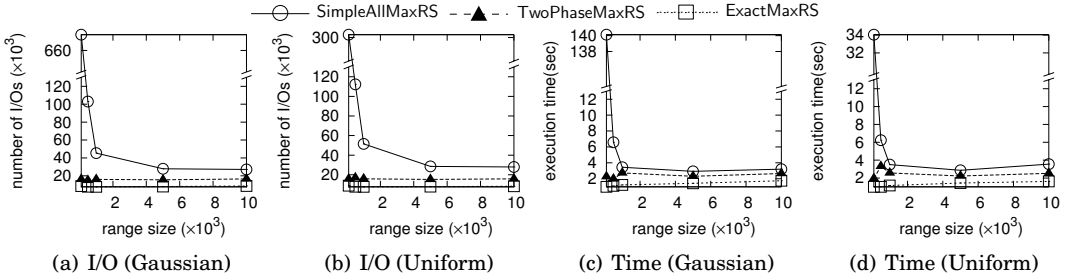 SimpleAllMaxRS TwoPhaseMaxRS ExactMaxRS
number of I/Os (×10³)
660
120
100
80
60
40
20
2 4 6 8 10
range size (×10³)
(a) I/O (Gaussian)
number of I/Os (×10³)
300
120
100
80
60
40
20
2 4 6 8 10
range size (×10³)
(b) I/O (Uniform)
execution time(sec)
140
138
12
10
8
6
4
2
2 4 6 8 10
range size (×10³)
(c) Time (Gaussian)
execution time(sec)
34
32
12
10
8
6
4
2
2 4 6 8 10
range size (×10³)
(d) Time (Uniform)